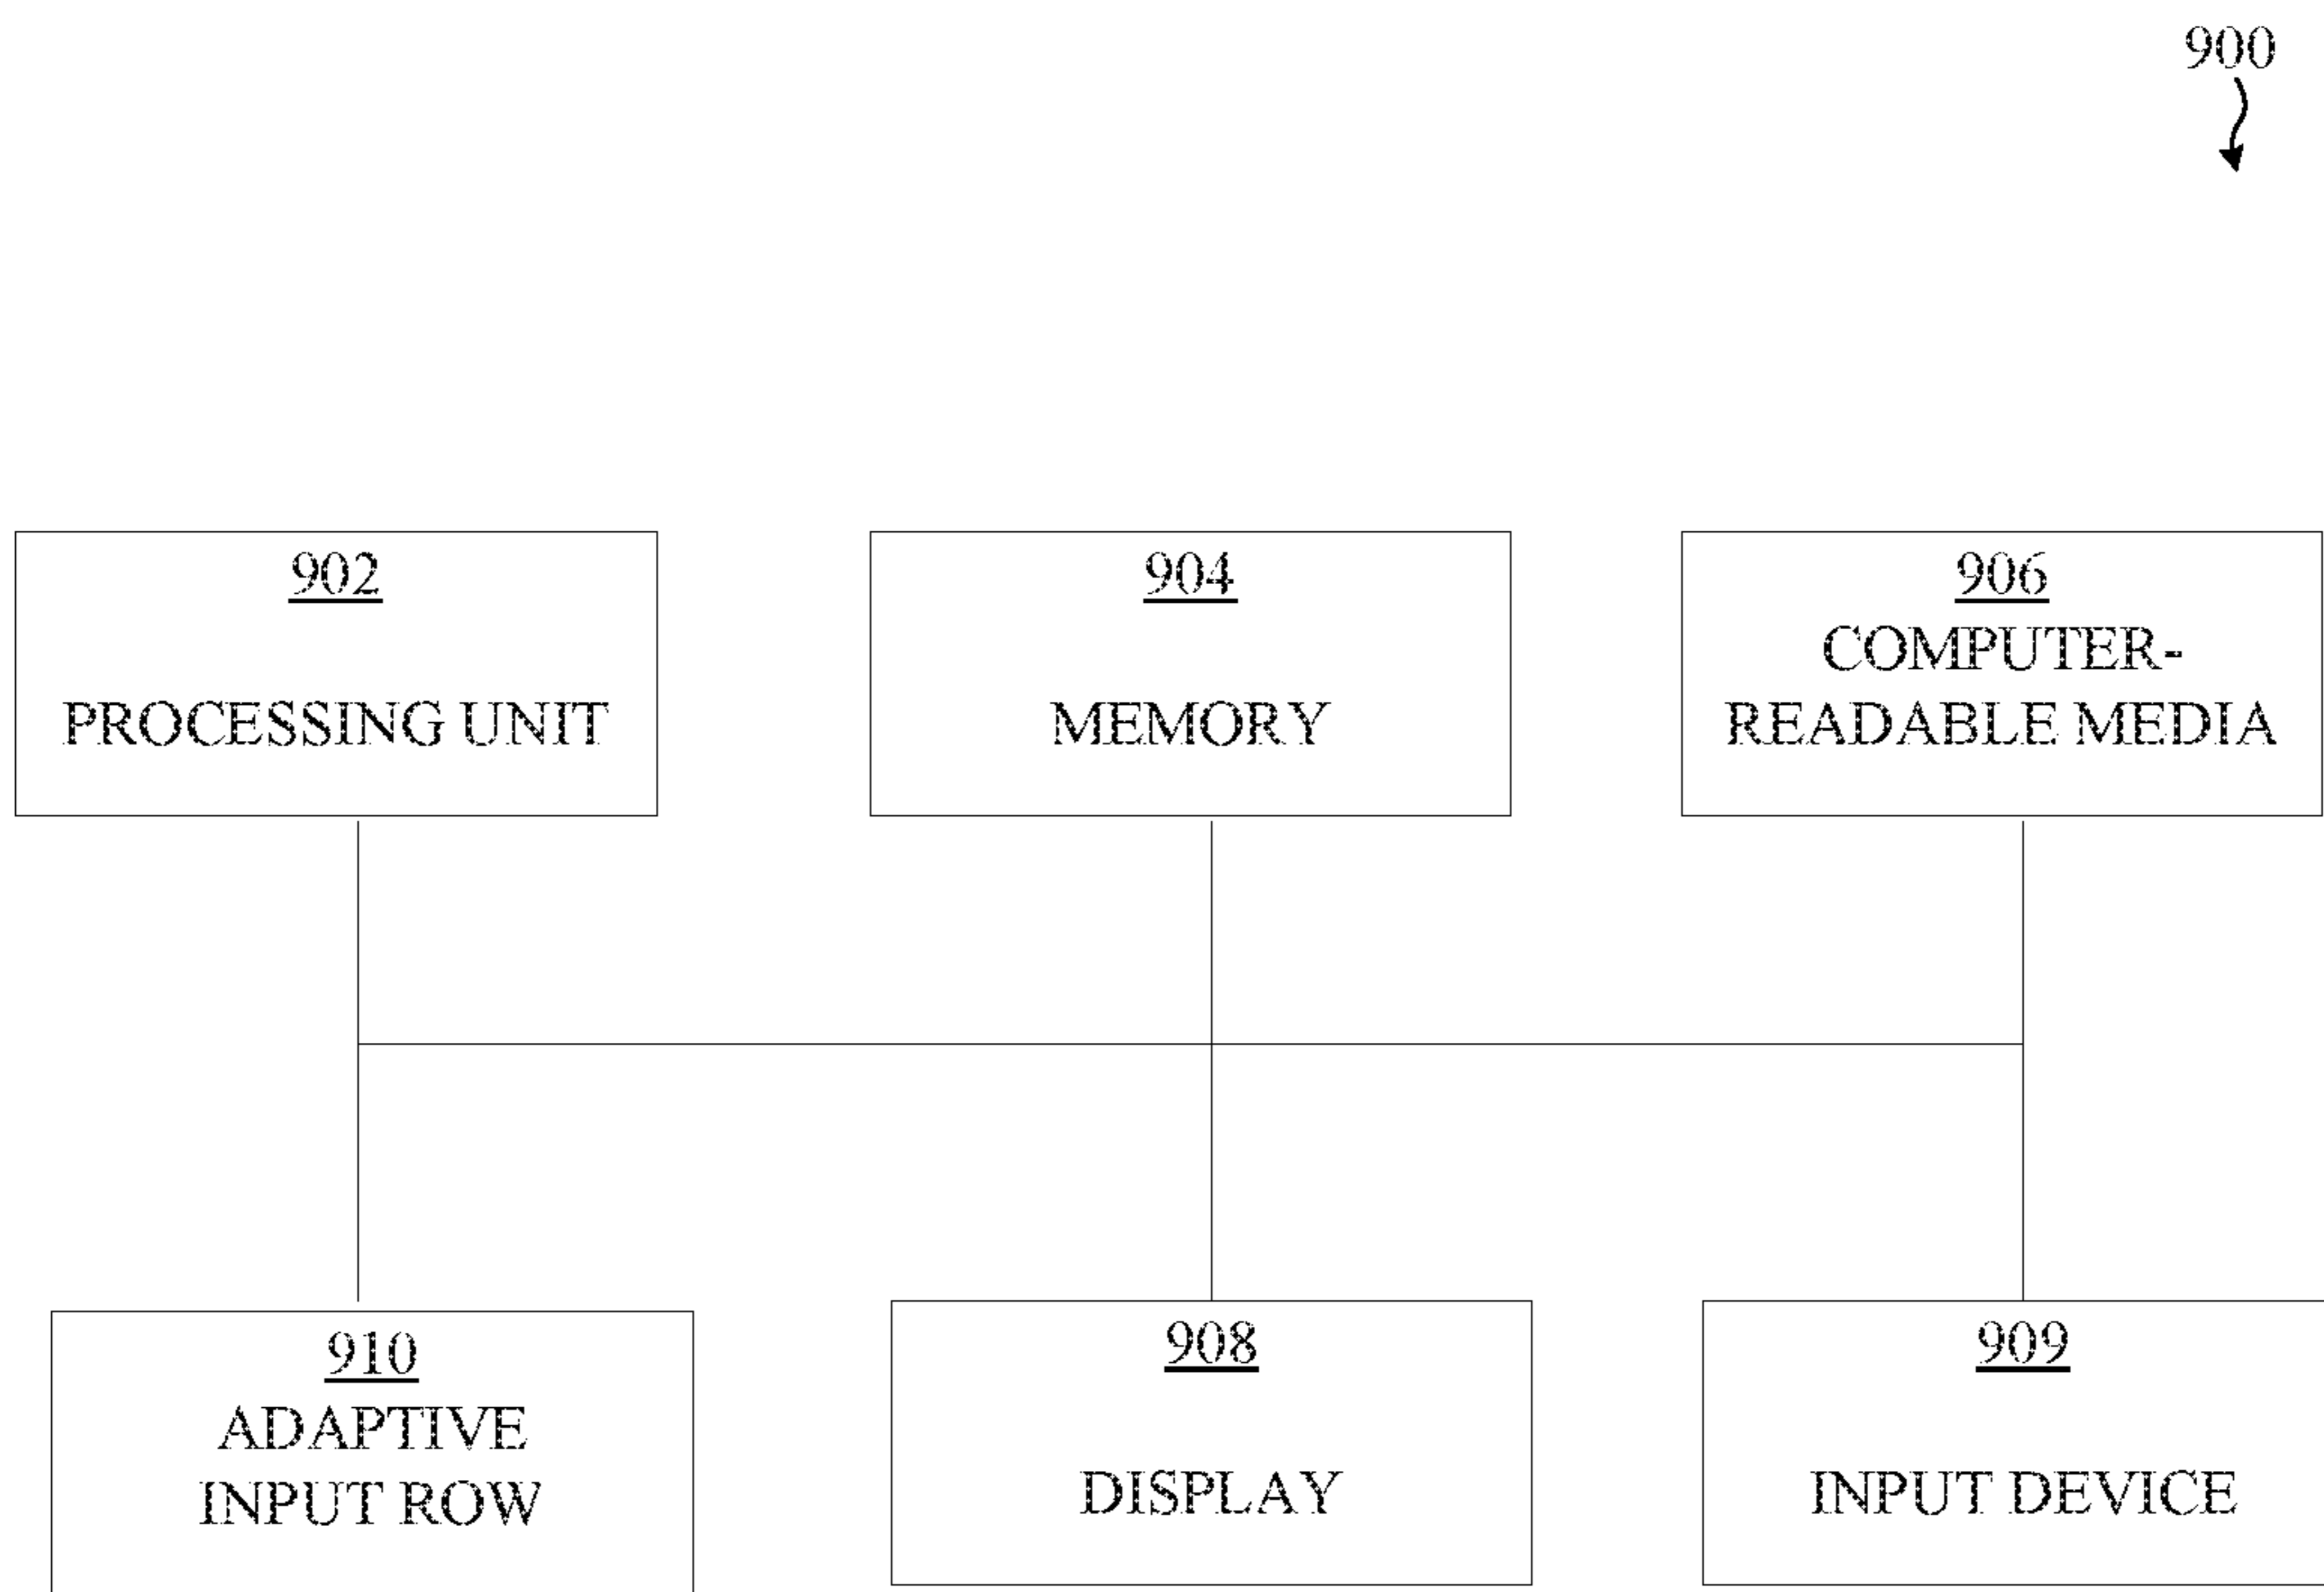 900
902
PROCESSING UNIT
904
MEMORY
906
COMPUTER-
READABLE MEDIA
910
ADAPTIVE
INPUT ROW
908
DISPLAY
909
INPUT DEVICE